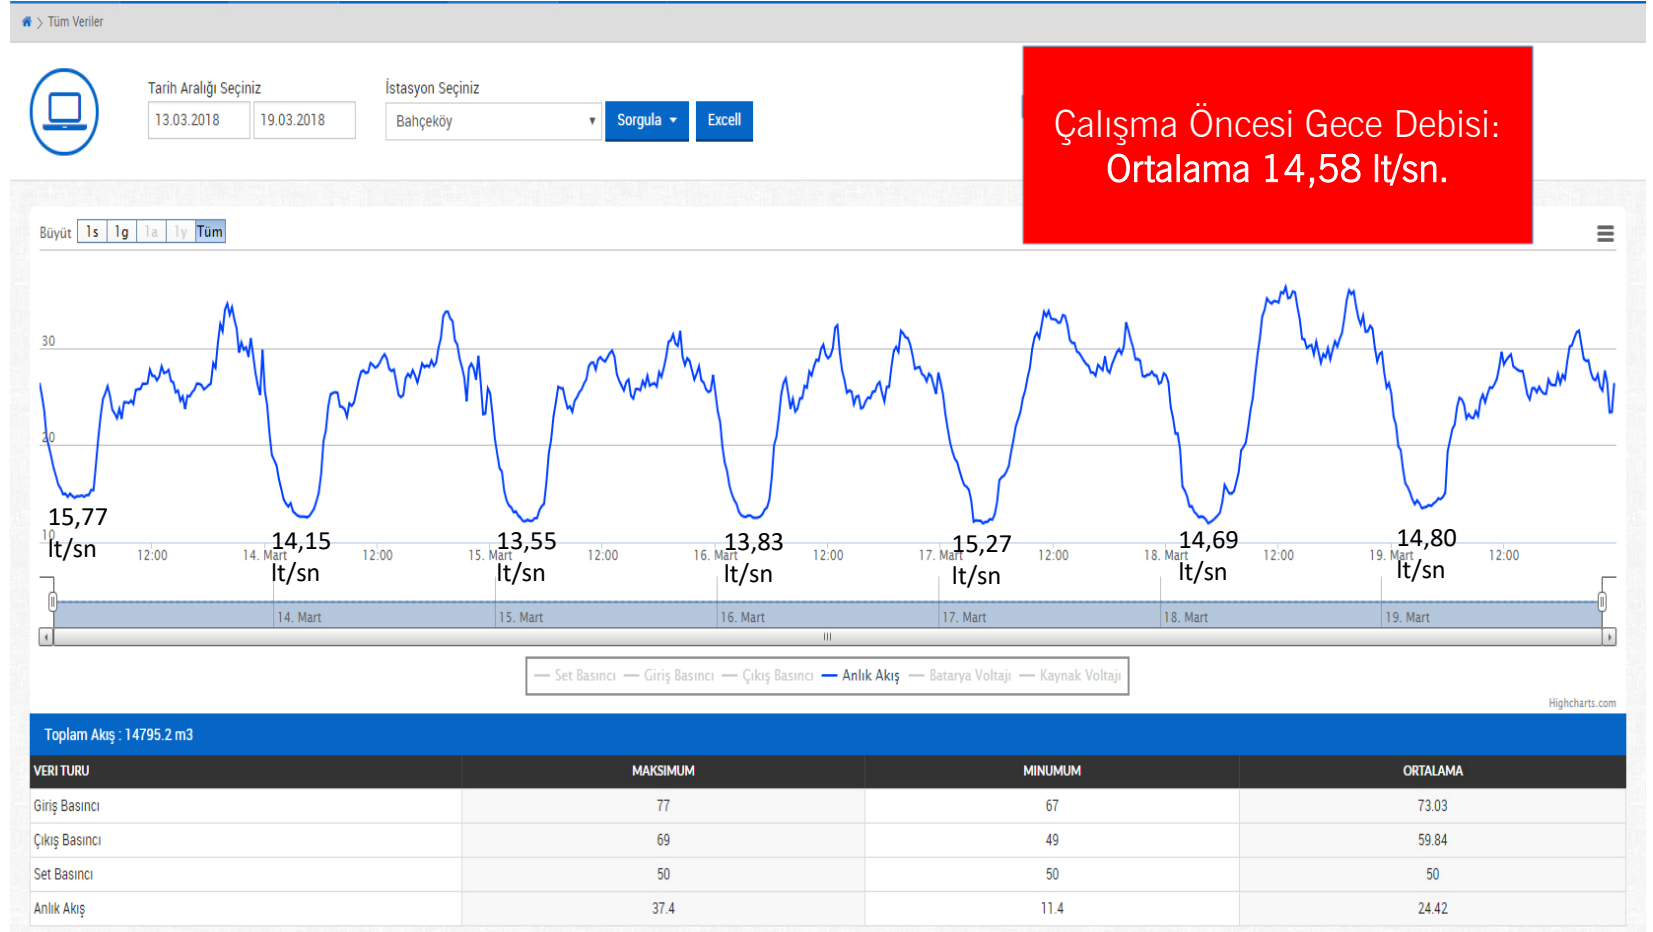 > Tüm Veriler
Tarih Aralığı Seçiniz
İstasyon Seçiniz
13.03.2018
19.03.2018
Bahçeköy
Sorgula
Excell
Çalışma Öncesi Gece Debisi:
Ortalama 14,58 lt/sn.
Büyüt 1s 1g 1a 1y Tüm
30
20
10
15,77
lt/sn
14,15
lt/sn
13,55
lt/sn
13,83
lt/sn
15,27
lt/sn
14,69
lt/sn
14,80
lt/sn
12:00 14. Mart 12:00 15. Mart 12:00 16. Mart 12:00 17. Mart 12:00 18. Mart 12:00 19. Mart 12:00
14. Mart 15. Mart 16. Mart 17. Mart 18. Mart 19. Mart
Set Basıncı Giriş Basıncı Çıkış Basıncı Anlık Akış Batarya Voltajı Kaynak Voltajı
Highcharts.com
Toplam Akış : 14795.2 m3
VERI TURU MAKSIMUM MINUMUM ORTALAMA
Giriş Basıncı 77 67 73.03
Çıkış Basıncı 69 49 59.84
Set Basıncı 50 50 50
Anlık Akış 37.4 11.4 24.42